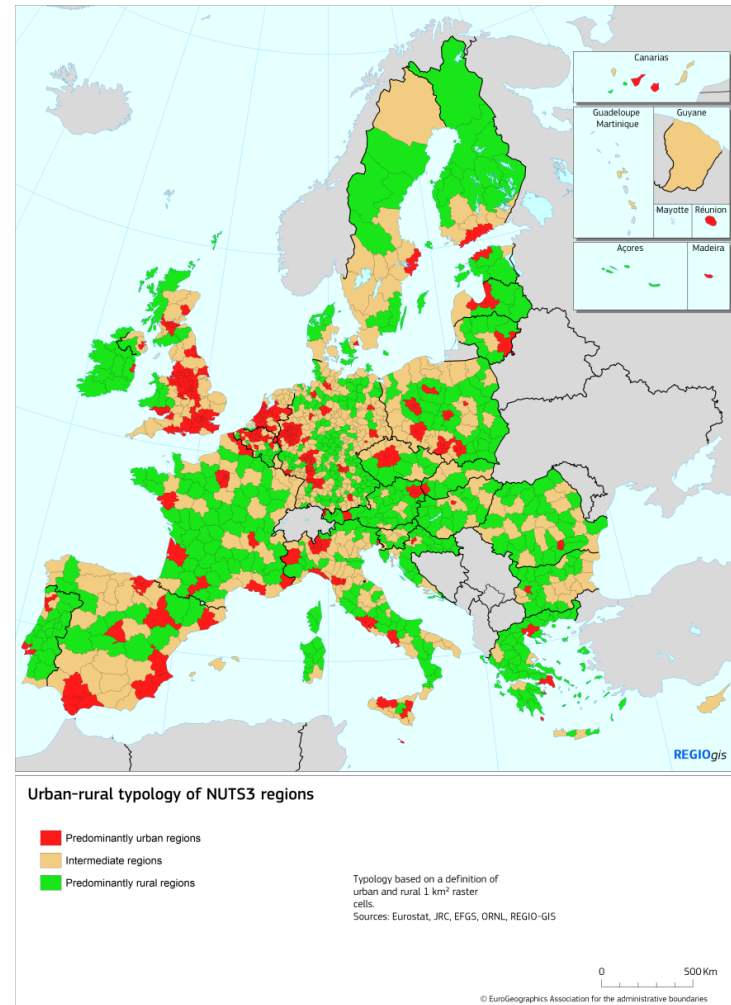 Canarias
Guadeloupe
Martinique
Guyane
Mayotte
Réunion
Açores
Madeira
REGIOgis
Urban-rural typology of NUTS3 regions
Predominantly urban regions
Intermediate regions
Predominantly rural regions
Typology based on a definition of
urban and rural 1 km² raster
cells.
Sources: Eurostat, JRC, EFGS, ORNL, REGIO-GIS
0 500 Km
© EuroGeographics Association for the administrative boundaries